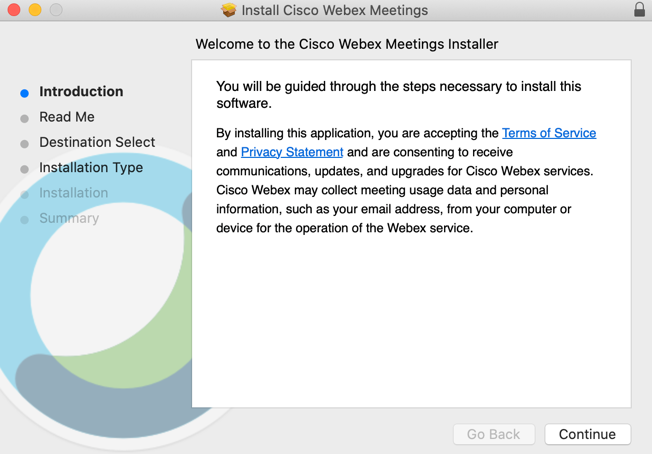 Install Cisco Webex Meetings
Welcome to the Cisco Webex Meetings Installer
Introduction
Read Me
Destination Select
Installation Type
Installation
Summary
You will be guided through the steps necessary to install this
software.
By installing this application, you are accepting the Terms of Service
and Privacy Statement and are consenting to receive
communications, updates, and upgrades for Cisco Webex services.
Cisco Webex may collect meeting usage data and personal
information, such as your email address, from your computer or
device for the operation of the Webex service.
Go Back
Continue